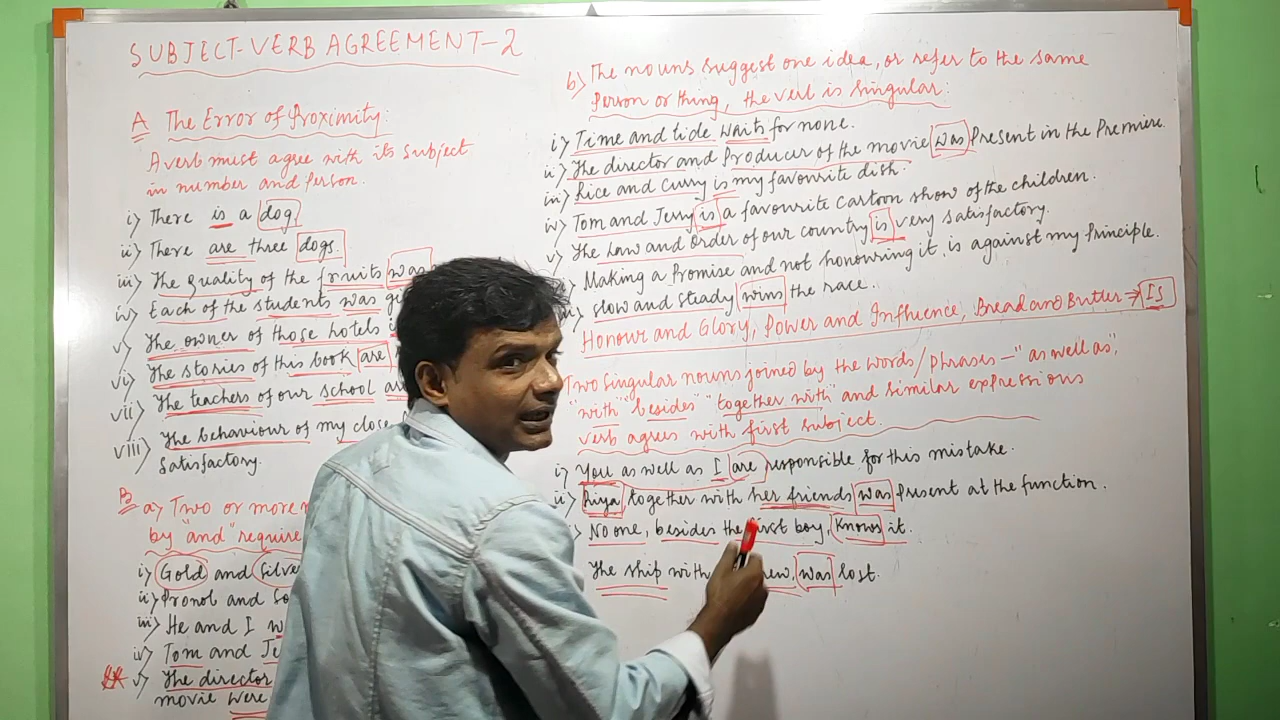 SUBJECT-VERB AGREEMENT-2
A The Error of Proximity:
A verb must agree with its subject
in number and person.
i) There is a dog.
ii) There are three dogs.
iii) The quality of the fruits was
iv) Each of the students was
v) The owner of those hotels
vi) The stories of this book are
vii) The teachers of our school
viii) The behaviour of my close
satisfactory.
B a) Two or more
by "and" require
i) Gold and Silve
ii) Pronob and
iii) He and I
iv) Tom and Je
v) The director
movie were
b) The nouns suggest one idea, or refer to the same
person or thing, the verb is singular:
i) Time and tide waits for none.
ii) The director and Producer of the movie was present in the Premiere.
iii) Rice and Curry is my favourite dish.
iv) Tom and Jerry is a favourite cartoon show of the children.
v) The Law and Order of our country is very satisfactory.
Making a promise and not honouring it, is against my principle.
slow and steady wins the race.
Honour and Glory, Power and Influence, Bread and Butter → IS
Two singular nouns joined by the words/phrases - "as well as",
"with" "besides" "together with" and similar expressions
verb agrees with first subject.
i) You as well as I are responsible for this mistake.
ii) Riya together with her friends was present at the function.
No one, besides the first boy, knows it.
The ship with was lost.